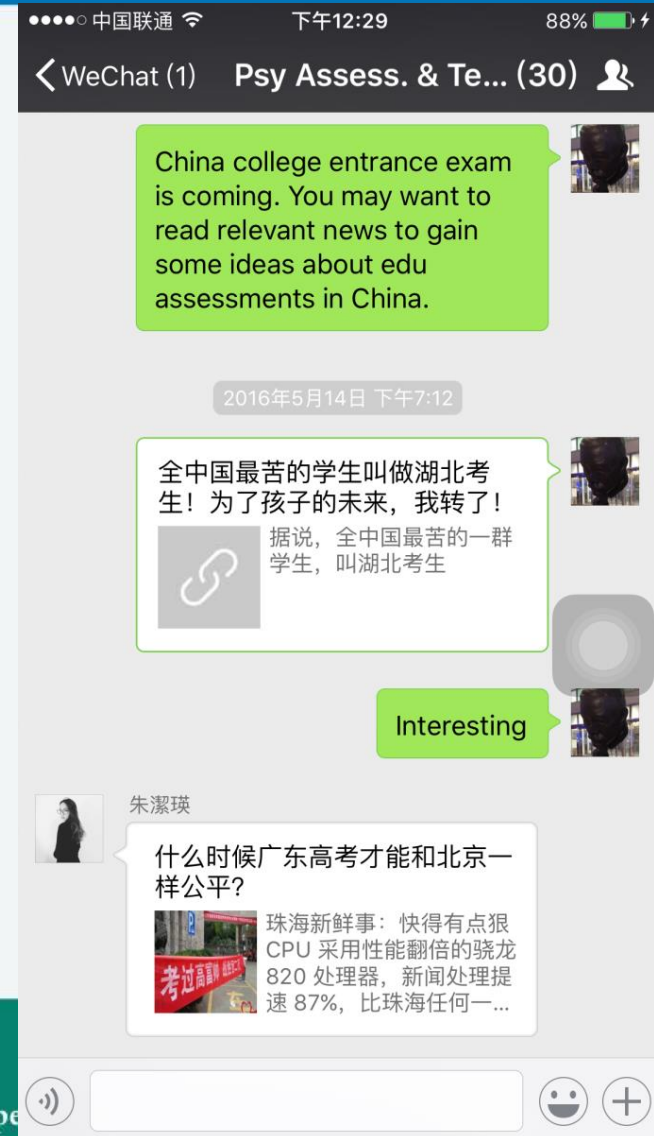 中国联通 下午12:29 88%
WeChat (1) Psy Assess. & Te... (30)
China college entrance exam
is coming. You may want to
read relevant news to gain
some ideas about edu
assessments in China.
2016年5月14日 下午7:12
全中国最苦的学生叫做湖北考
生！为了孩子的未来，我转了！
据说，全中国最苦的一群
学生，叫湖北考生
Interesting
朱潔瑛
什么时候广东高考才能和北京一
样公平?
珠海新鲜事：快得有点狠
CPU 采用性能翻倍的骁龙
820 处理器，新闻处理提
速 87%，比珠海任何一...
考过高富帅
pe